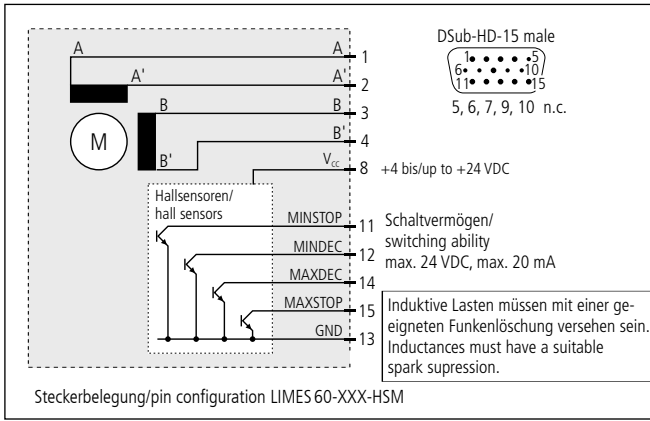 DSub-HD-15 male
1 5
6 10
11 15
5, 6, 7, 9, 10 n.c.
A A 1
A' A' 2
B B 3
B' B' 4
M
Vcc 8 +4 bis/up to +24 VDC
Hallsensoren/
hall sensors
MINSTOP 11
MINDEC 12
MAXDEC 14
MAXSTOP 15
GND 13
Schaltvermögen/
switching ability
max. 24 VDC, max. 20 mA
Induktive Lasten müssen mit einer ge-
eigneten Funkenlöschung versehen sein.
Inductances must have a suitable
spark supression.
Steckerbelegung/pin configuration LIMES 60-XXX-HSM